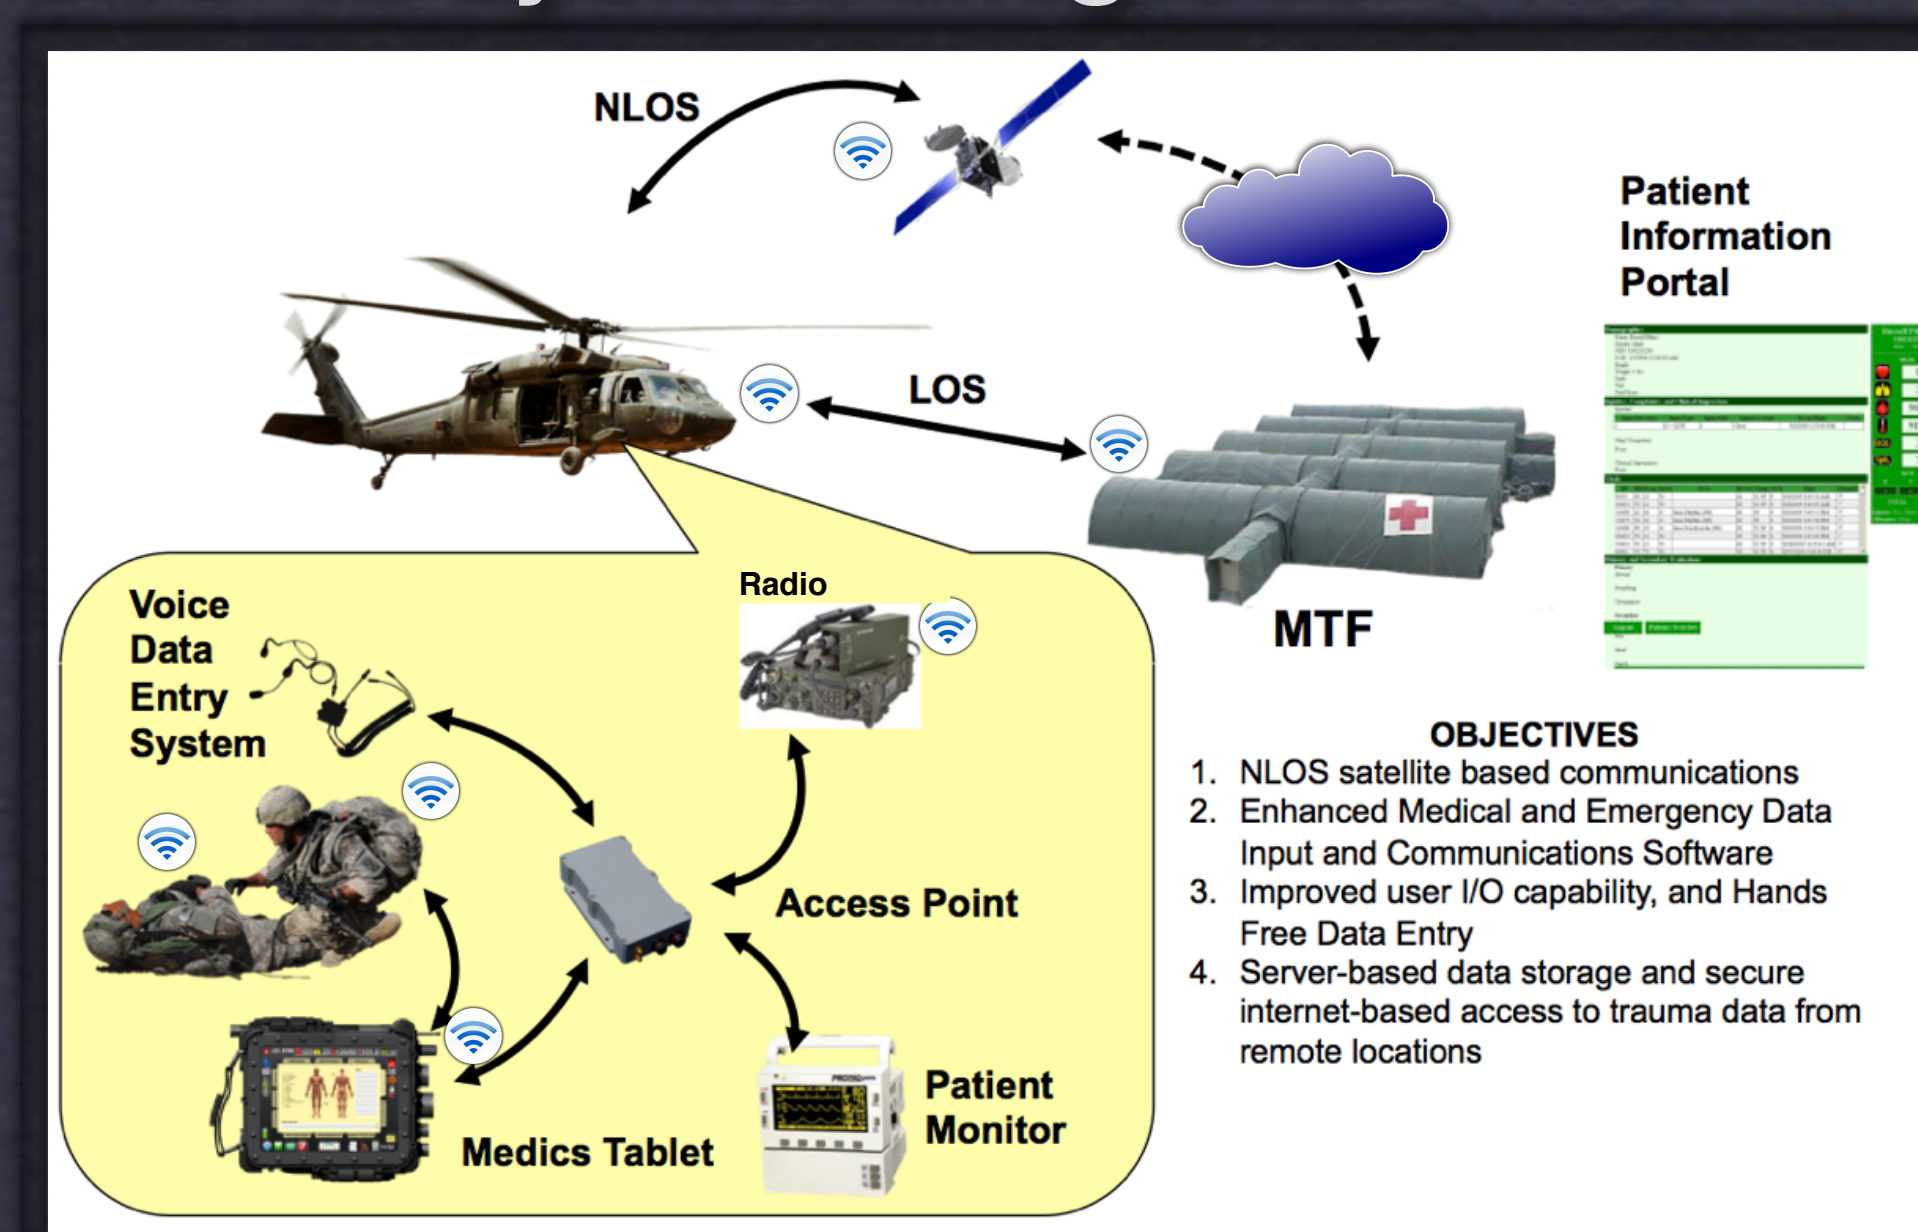 NLOS
LOS
Patient
Information
Portal
MTF
Voice
Data
Entry
System
Radio
Access Point
Medics Tablet
Patient
Monitor
OBJECTIVES
1. NLOS satellite based communications
2. Enhanced Medical and Emergency Data
Input and Communications Software
3. Improved user I/O capability, and Hands
Free Data Entry
4. Server-based data storage and secure
internet-based access to trauma data from
remote locations